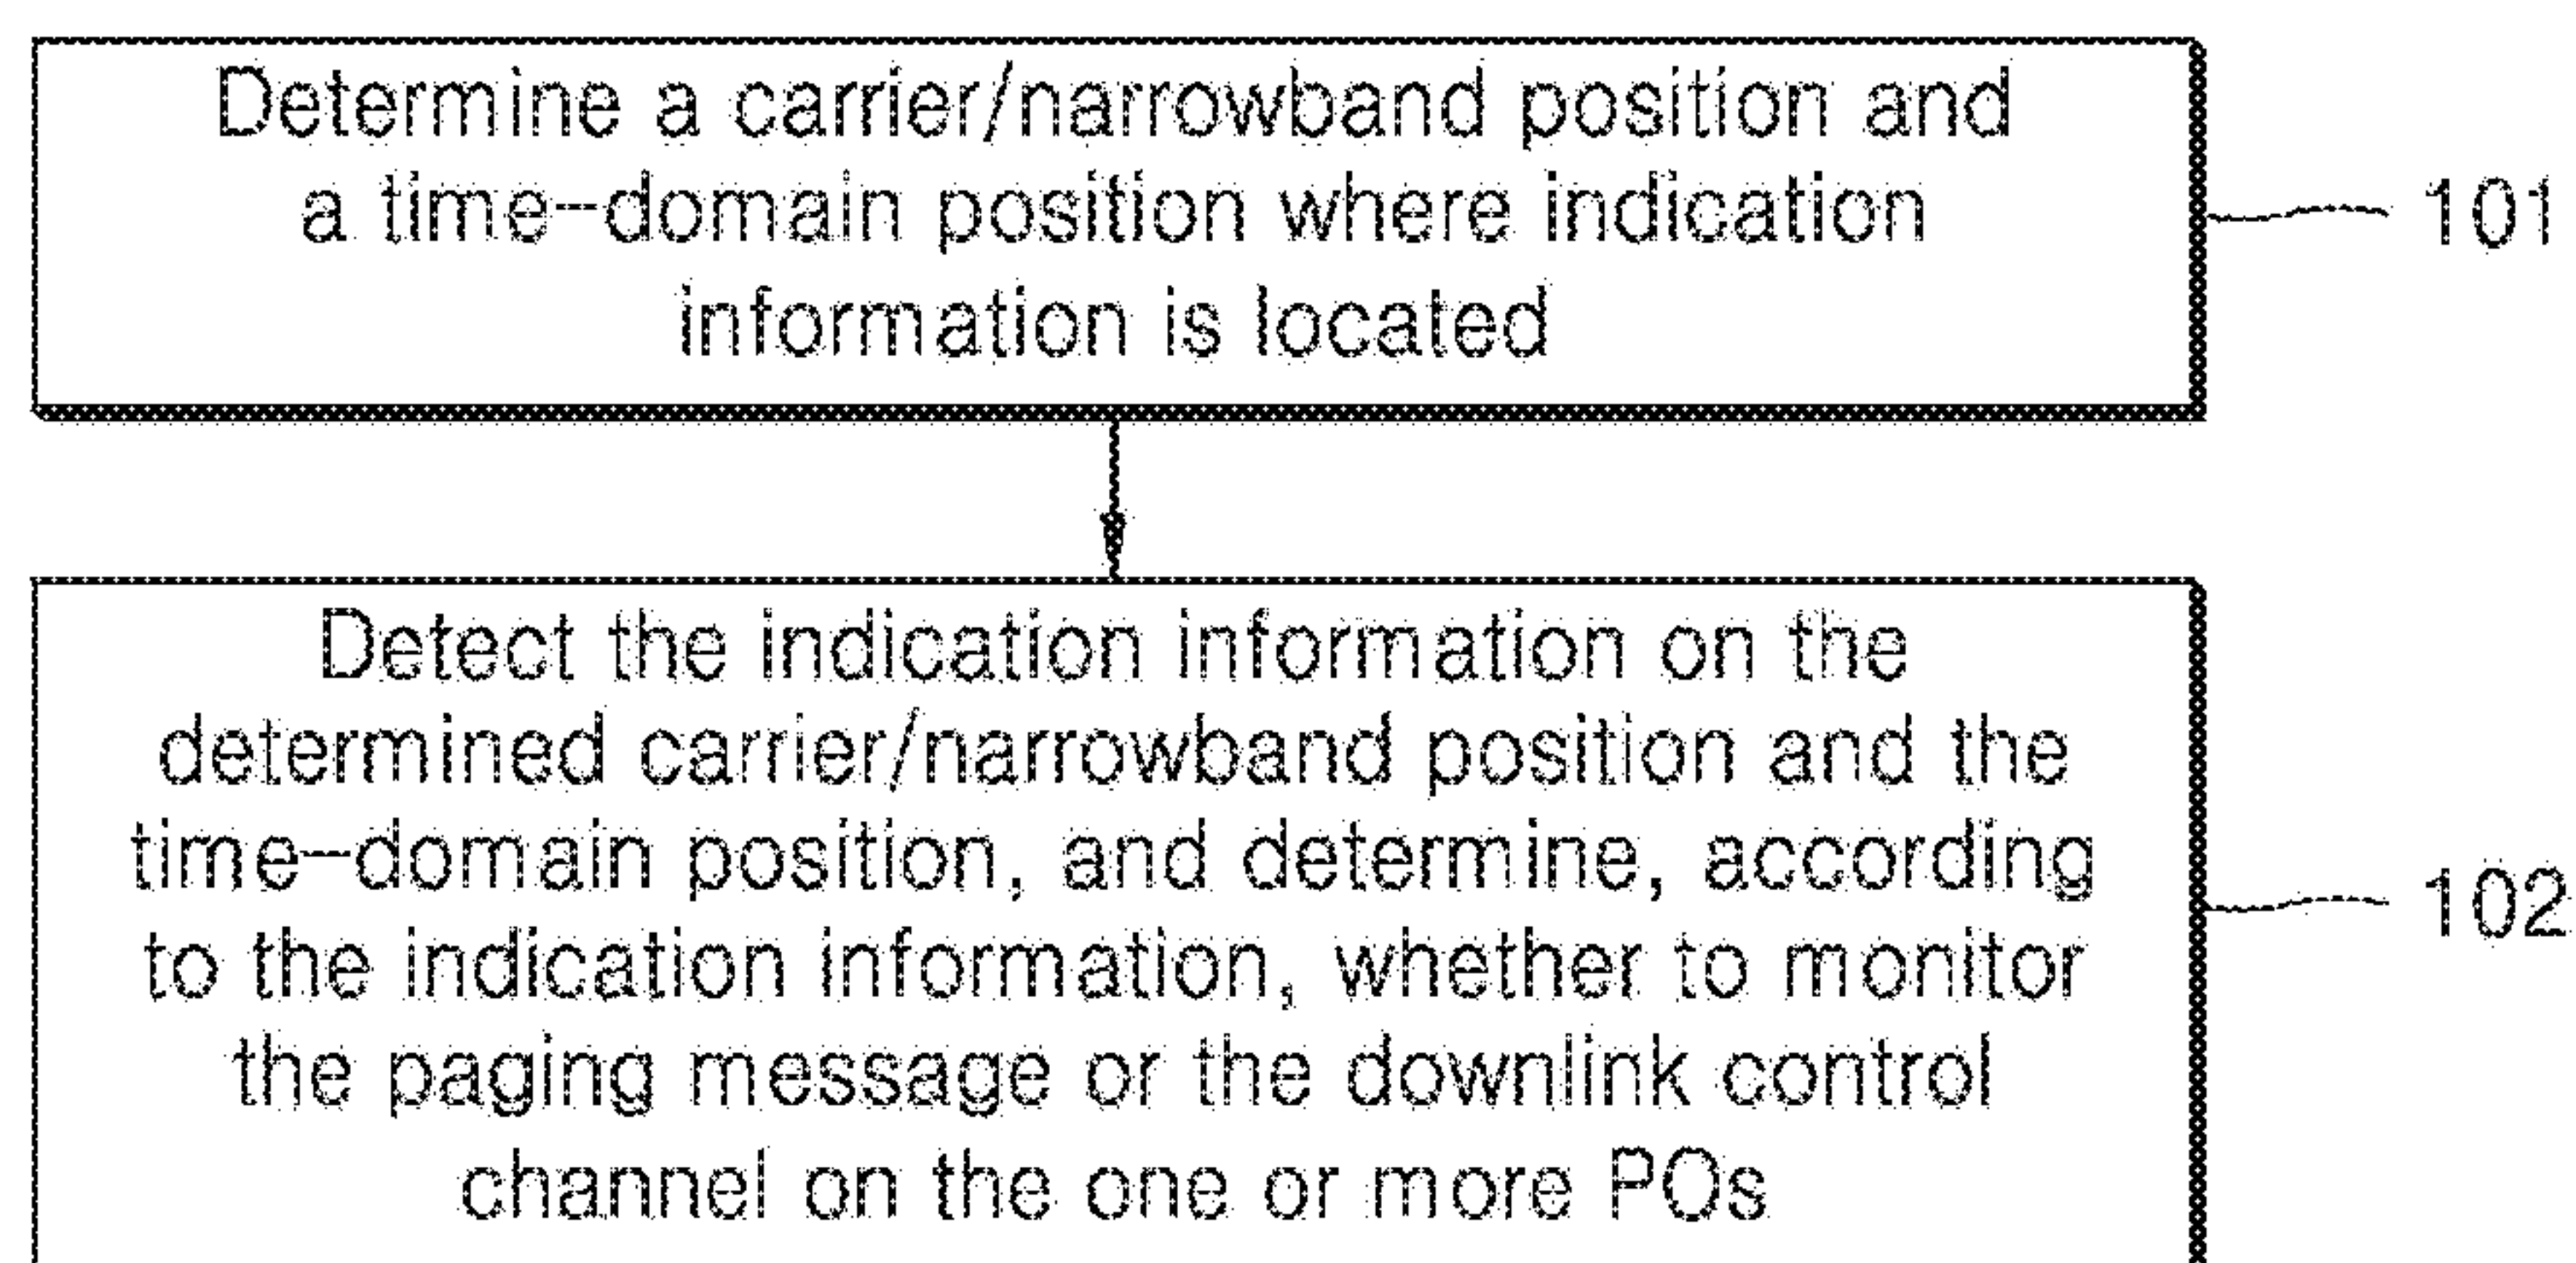 Determine a carrier/narrowband position and
a time-domain position where indication
information is located
101
Detect the indication information on the
determined carrier/narrowband position and the
time-domain position, and determine, according
to the indication information, whether to monitor
the paging message or the downlink control
channel on the one or more POs
102